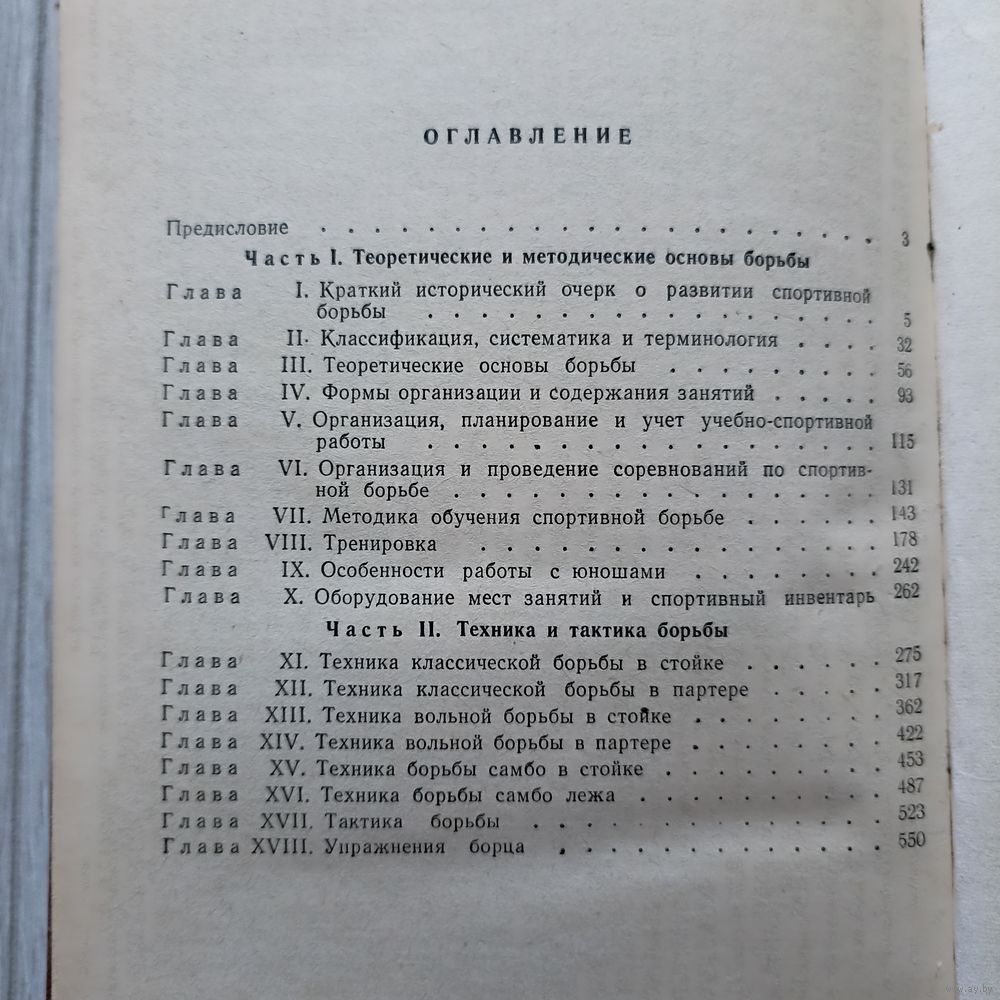 ОГЛАВЛЕНИЕ
Предисловие . . . . . . . . . . . . . . . . . . . . . . 3
Часть I. Теоретические и методические основы борьбы
Глава I. Краткий исторический очерк о развитии спортивной
борьбы . . . . . . . . . . . . . . . . . . 5
Глава II. Классификация, систематика и терминология . . . . 32
Глава III. Теоретические основы борьбы . . . . . . . . 56
Глава IV. Формы организации и содержания занятий . . . . . 93
Глава V. Организация, планирование и учет учебно-спортивной
работы . . . . . . . . . . . . . . . . . 115
Глава VI. Организация и проведение соревнований по спортив-
ной борьбе . . . . . . . . . . . . . . . . 131
Глава VII. Методика обучения спортивной борьбе . . . . . 143
Глава VIII. Тренировка . . . . . . . . . . . . . . . 178
Глава IX. Особенности работы с юношами . . . . . . . 242
Глава X. Оборудование мест занятий и спортивный инвентарь 262
Часть II. Техника и тактика борьбы
Глава XI. Техника классической борьбы в стойке . . . . . 275
Глава XII. Техника классической борьбы в партере . . . . 317
Глава XIII. Техника вольной борьбы в стойке . . . . . . . 362
Глава XIV. Техника вольной борьбы в партере . . . . . . . 422
Глава XV. Техника борьбы самбо в стойке . . . . . . . . 453
Глава XVI. Техника борьбы самбо лежа . . . . . . . . . 487
Глава XVII. Тактика борьбы . . . . . . . . . . . . . 523
Глава XVIII. Упражнения борца . . . . . . . . . . . . 550
www.ay.by